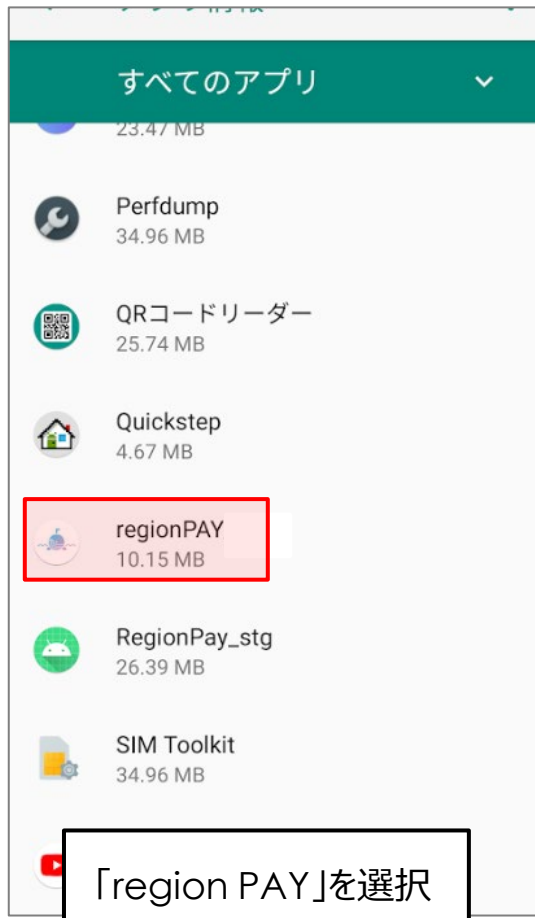 すべてのアプリ
23.47 MB
Perfdump
34.96 MB
QRコードリーダー
25.74 MB
Quickstep
4.67 MB
regionPAY
10.15 MB
RegionPay_stg
26.39 MB
SIM Toolkit
34.96 MB
「region PAY」を選択